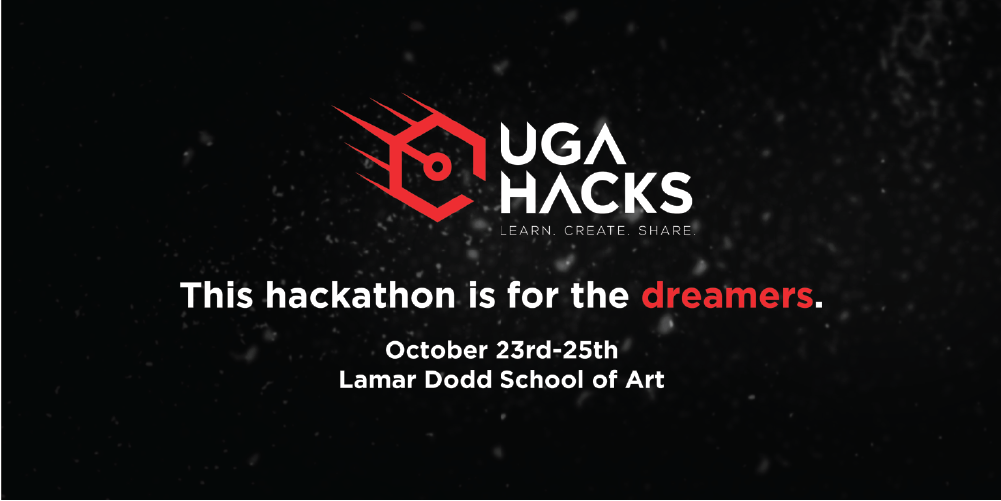 UGA
HACKS
LEARN. CREATE. SHARE.
This hackathon is for the dreamers.
October 23rd-25th
Lamar Dodd School of Art